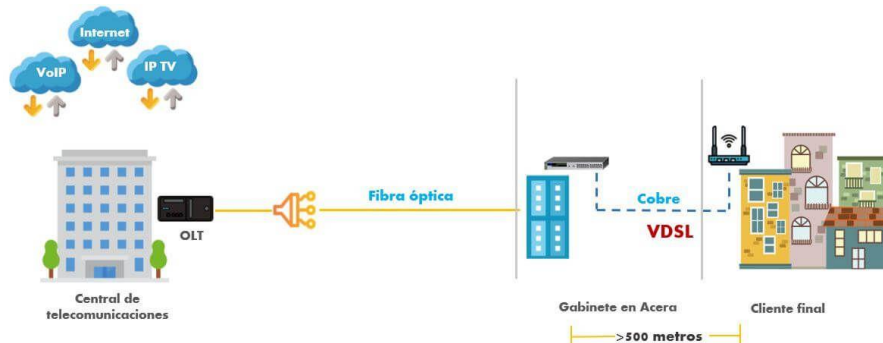 Internet
VoIP
IP TV
OLT
Fibra óptica
Cobre
VDSL
Central de
telecomunicaciones
Gabinete en Acera
Cliente final
>500 metros